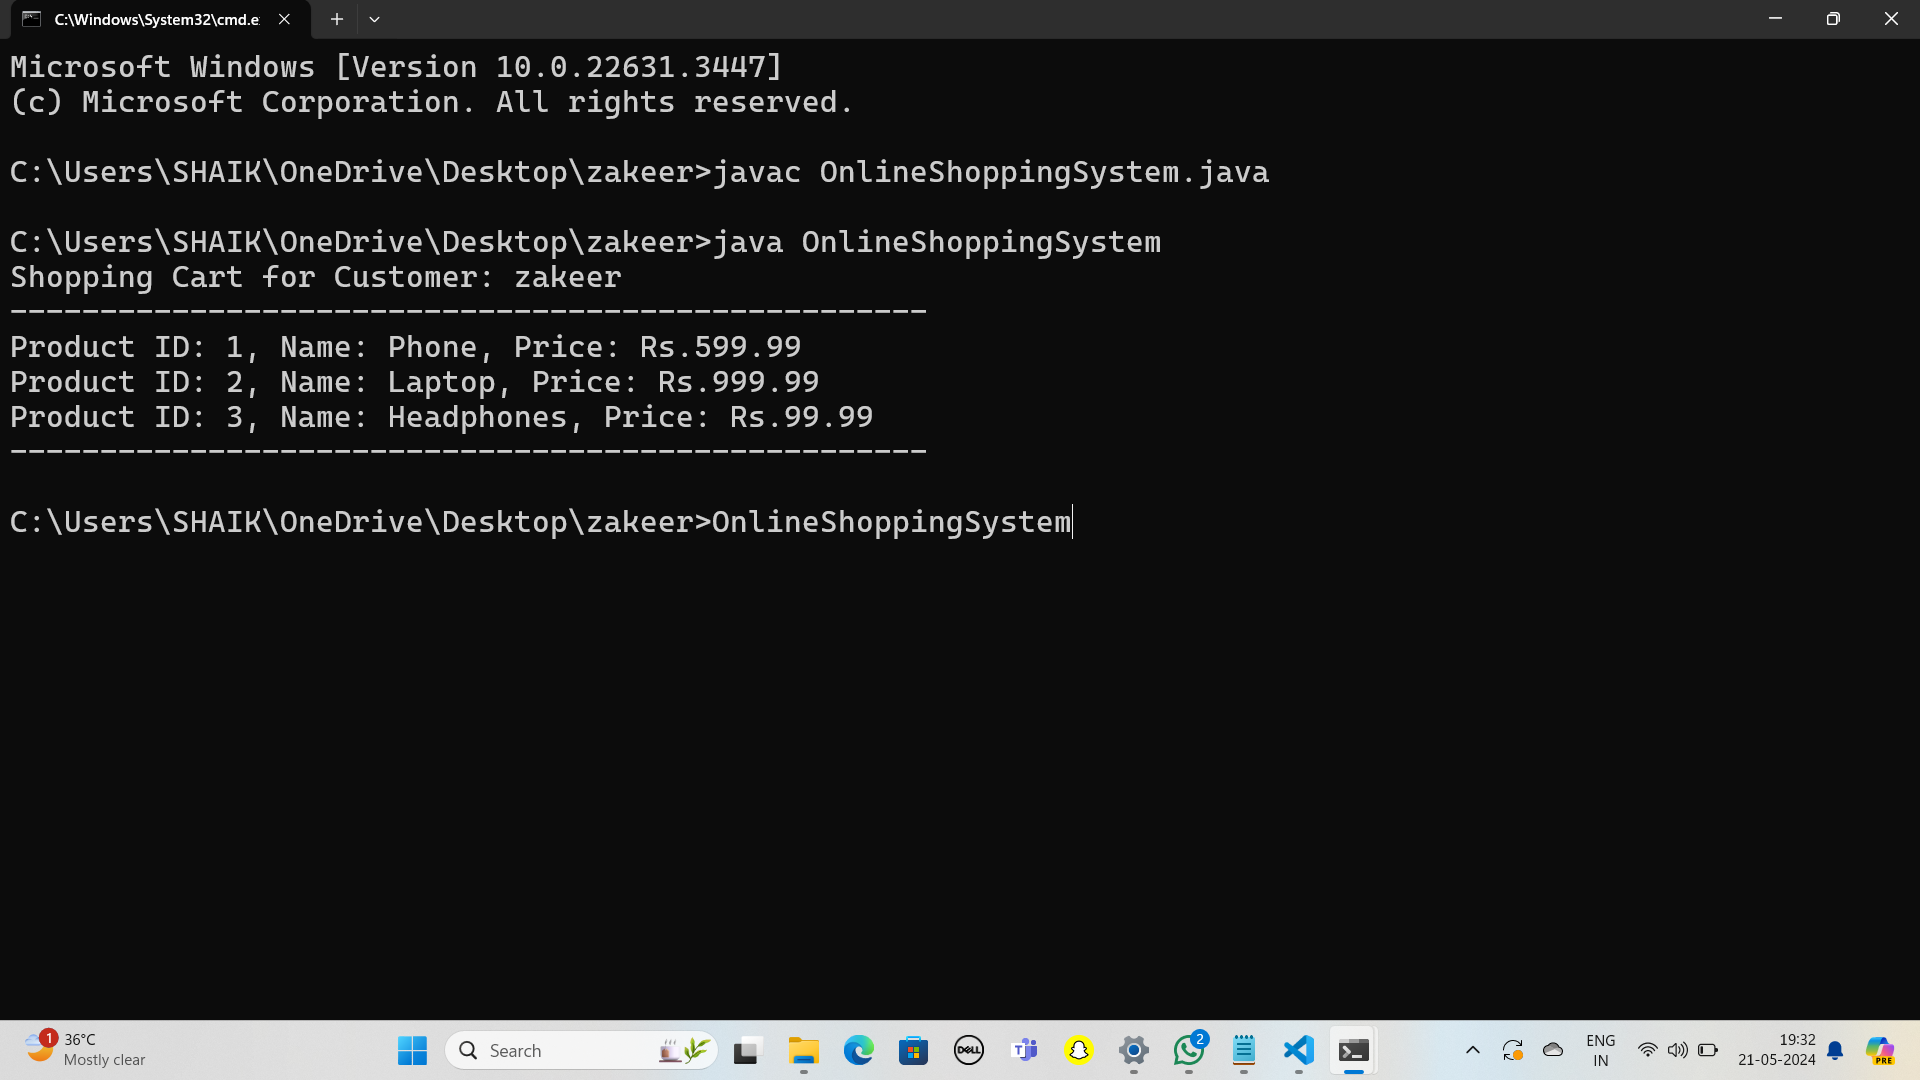 C:\Windows\System32\cmd.e
Microsoft Windows [Version 10.0.22631.3447]
(c) Microsoft Corporation. All rights reserved.
C:\Users\SHAIK\OneDrive\Desktop\zakeer>javac OnlineShoppingSystem.java
C:\Users\SHAIK\OneDrive\Desktop\zakeer>java OnlineShoppingSystem
Shopping Cart for Customer: zakeer
---------------------------------------------------
Product ID: 1, Name: Phone, Price: Rs.599.99
Product ID: 2, Name: Laptop, Price: Rs.999.99
Product ID: 3, Name: Headphones, Price: Rs.99.99
---------------------------------------------------
C:\Users\SHAIK\OneDrive\Desktop\zakeer>OnlineShoppingSystem
1
36°C
Mostly clear
Search
DELL
T
2
ENG
IN
19:32
21-05-2024
PRE